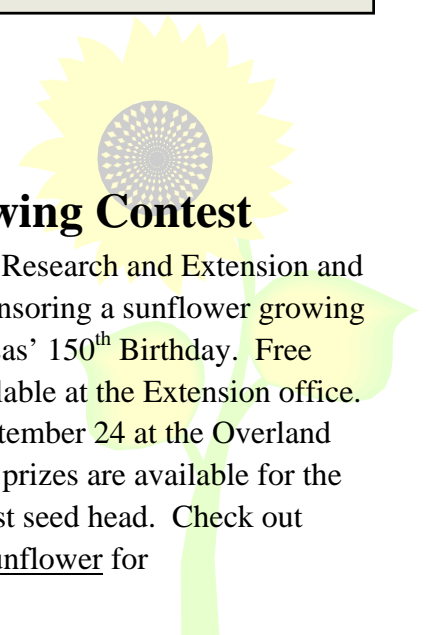 wing Contest
Research and Extension and
nsoring a sunflower growing
as’ 150th Birthday. Free
lable at the Extension office.
tember 24 at the Overland
prizes are available for the
st seed head. Check out
unflower for